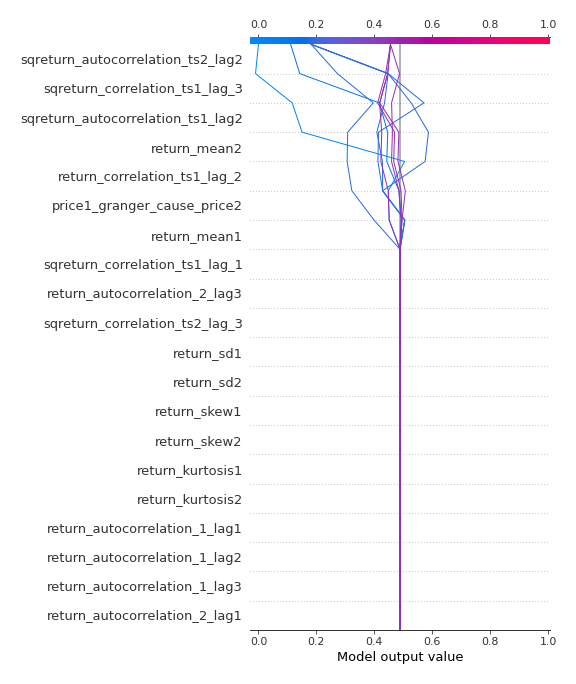 0.0 0.2 0.4 0.6 0.8 1.0
sqreturn_autocorrelation_ts2_lag2
sqreturn_correlation_ts1_lag_3
sqreturn_autocorrelation_ts1_lag2
return_mean2
return_correlation_ts1_lag_2
price1_granger_cause_price2
return_mean1
sqreturn_correlation_ts1_lag_1
return_autocorrelation_2_lag3
sqreturn_correlation_ts2_lag_3
return_sd1
return_sd2
return_skew1
return_skew2
return_kurtosis1
return_kurtosis2
return_autocorrelation_1_lag1
return_autocorrelation_1_lag2
return_autocorrelation_1_lag3
return_autocorrelation_2_lag1
0.0 0.2 0.4 0.6 0.8 1.0
Model output value